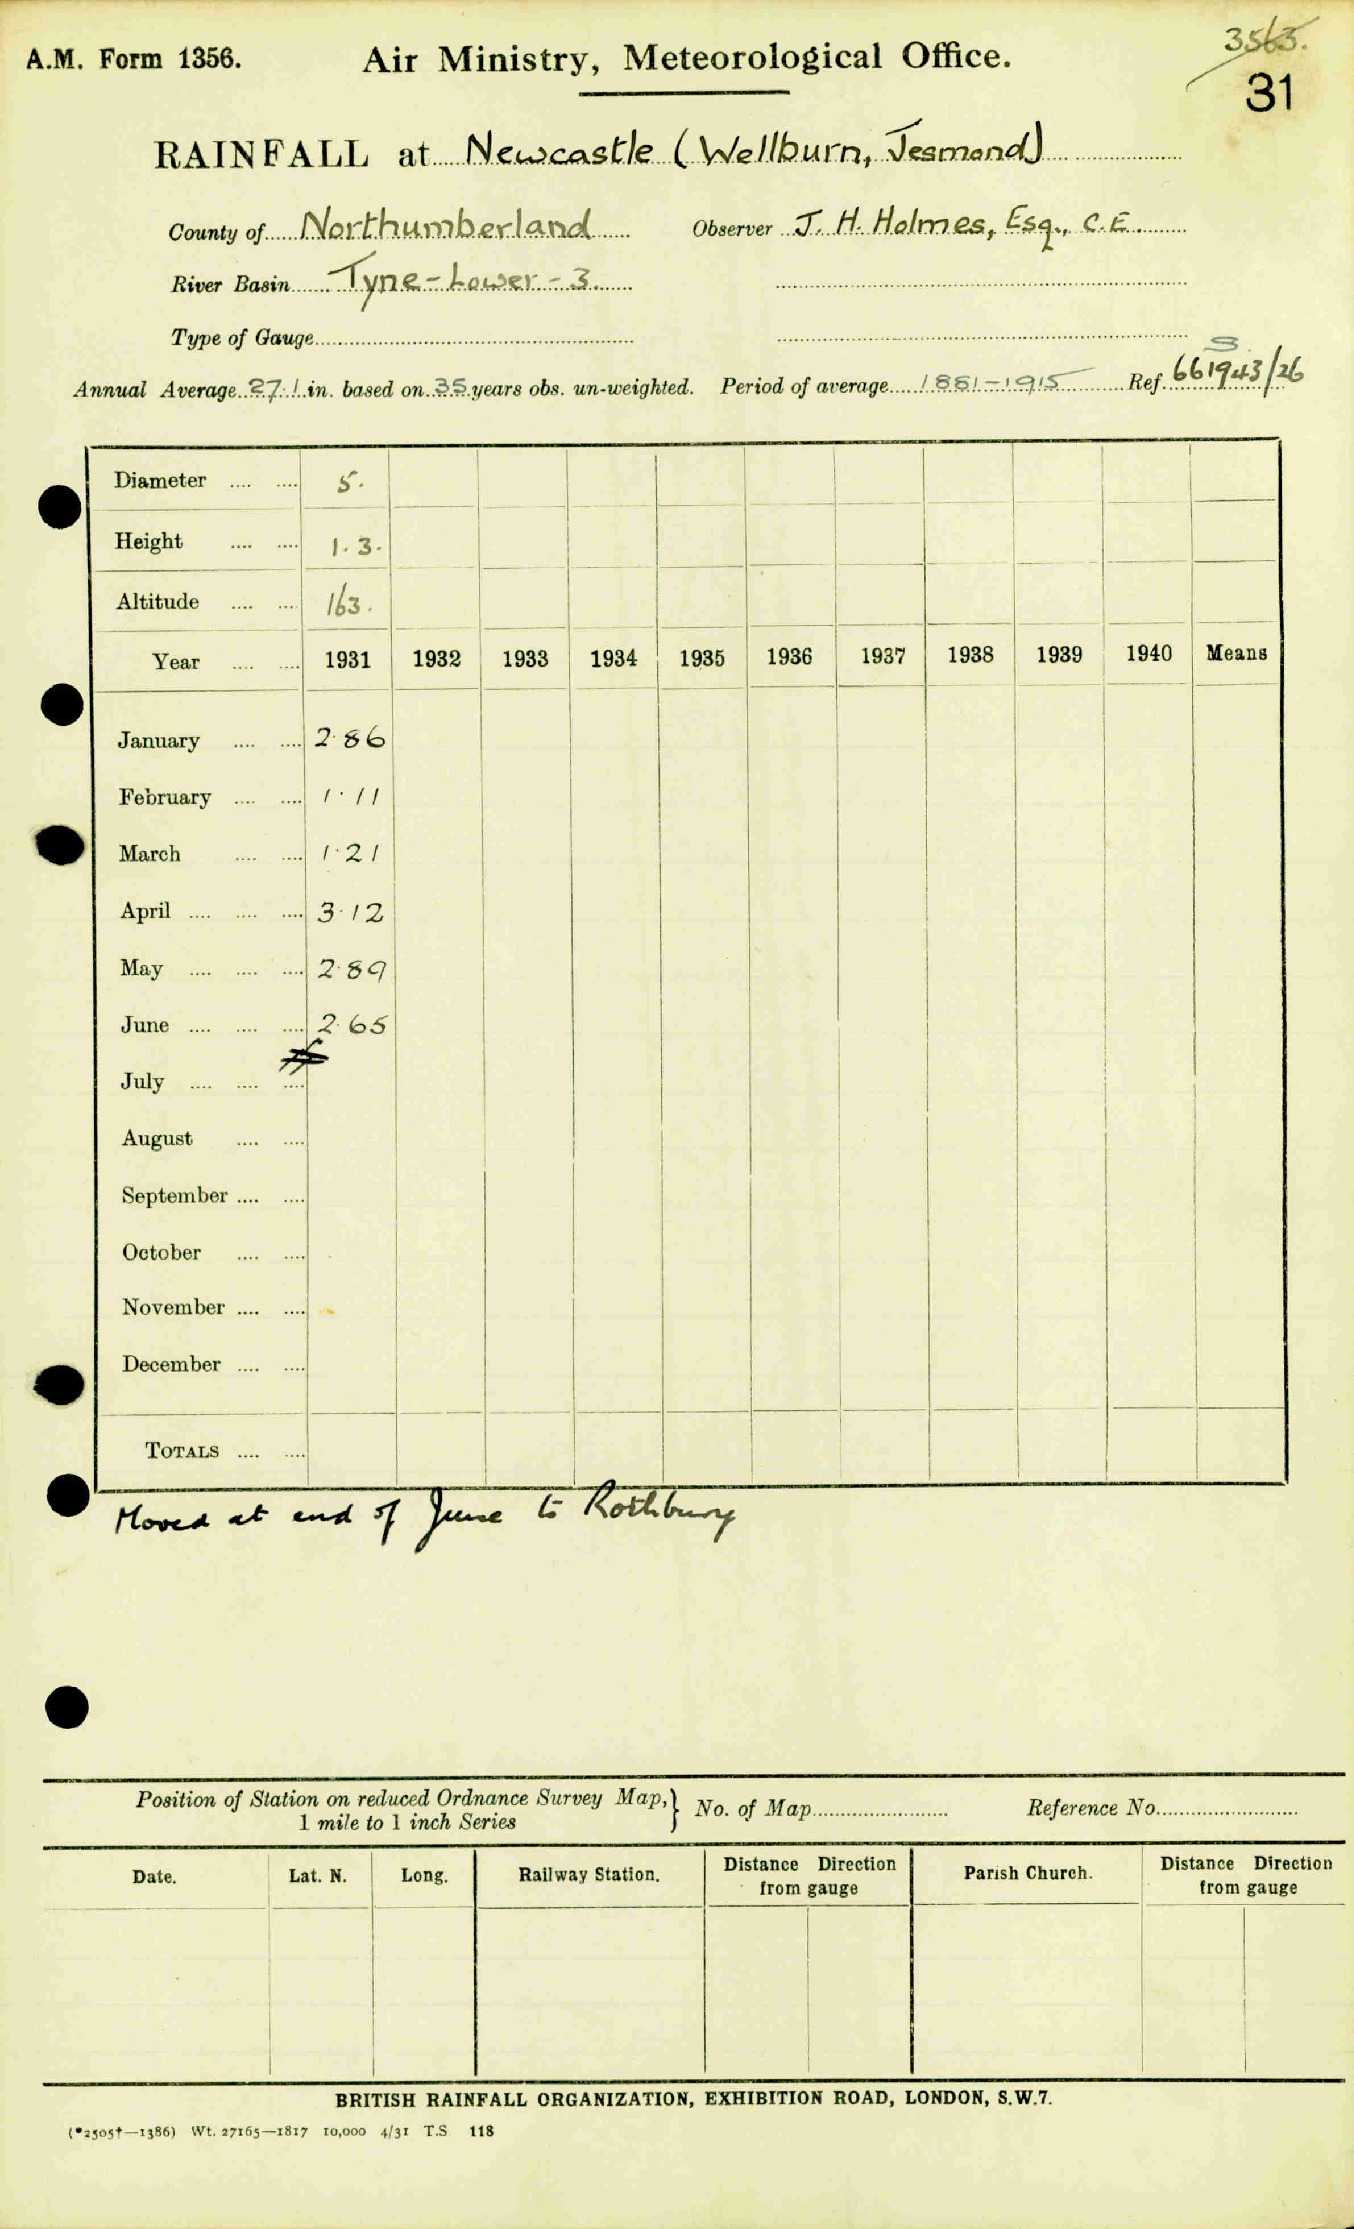 A.M. Form 1356.
Air Ministry, Meteorological Office.
3563.
31
RAINFALL at Newcastle (Wellburn, Jesmond)
County of Northumberland Observer J. H. Holmes, Esq., C.E.
River Basin Tyne - Lower - 3.
Type of Gauge
S
Annual Average 27.1 in. based on 35 years obs. un-weighted. Period of average 1881-1915 Ref. 661943/26
Diameter .... .... 5.
Height .... .... 1.3.
Altitude .... .... 163.
Year .... .... 1931 1932 1933 1934 1935 1936 1937 1938 1939 1940 Means
January .... .... 2.86
February .... .... 1.11
March .... .... 1.21
April .... .... .... 3.12
May .... .... .... 2.89
June .... .... .... 2.65
July .... .... ....
August .... ....
September .... ....
October .... ....
November .... ....
December .... ....
TOTALS .... ....
Moved at end of June to Rothbury
Position of Station on reduced Ordnance Survey Map, } No. of Map Reference No.
1 mile to 1 inch Series
Date. Lat. N. Long. Railway Station. Distance Direction from gauge Parish Church. Distance Direction from gauge
BRITISH RAINFALL ORGANIZATION, EXHIBITION ROAD, LONDON, S.W.7.
(*2505†—1386) Wt. 27165—1817 10,000 4/31 T.S. 118